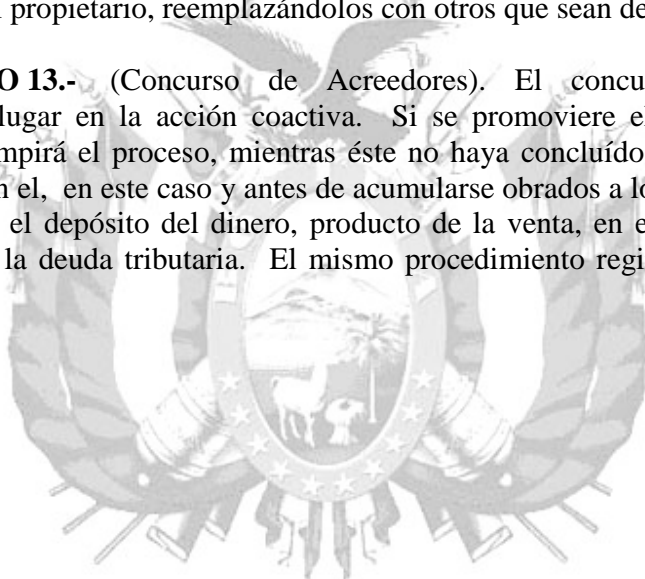 propietario, reemplazándolos con otros que sean de
O 13.- (Concurso de Acreedores). El concu
lugar en la acción coactiva. Si se promoviere el
mpirá el proceso, mientras éste no haya concluído
el, en este caso y antes de acumularse obrados a lo
el depósito del dinero, producto de la venta, en e
la deuda tributaria. El mismo procedimiento regi